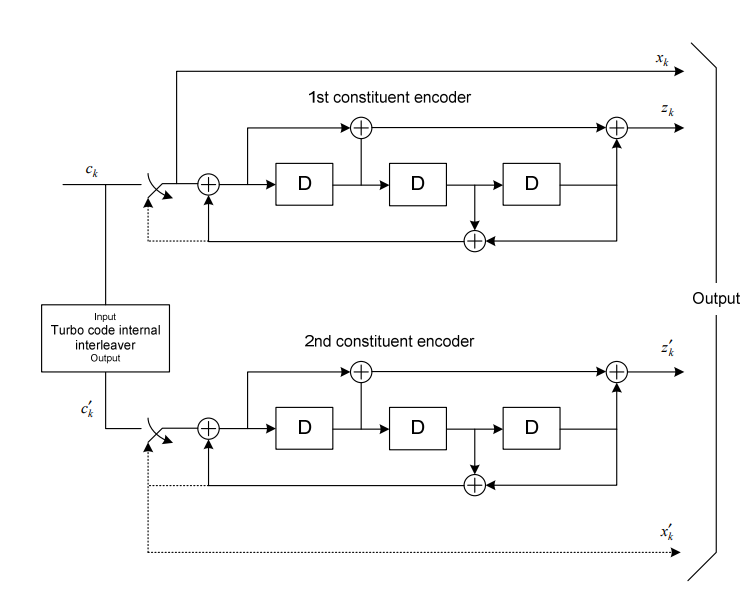 x_k
1st constituent encoder
z_k
c_k
D
D
D
Output
Input
Turbo code internal
interleaver
Output
2nd constituent encoder
z′_k
c′_k
D
D
D
x′_k